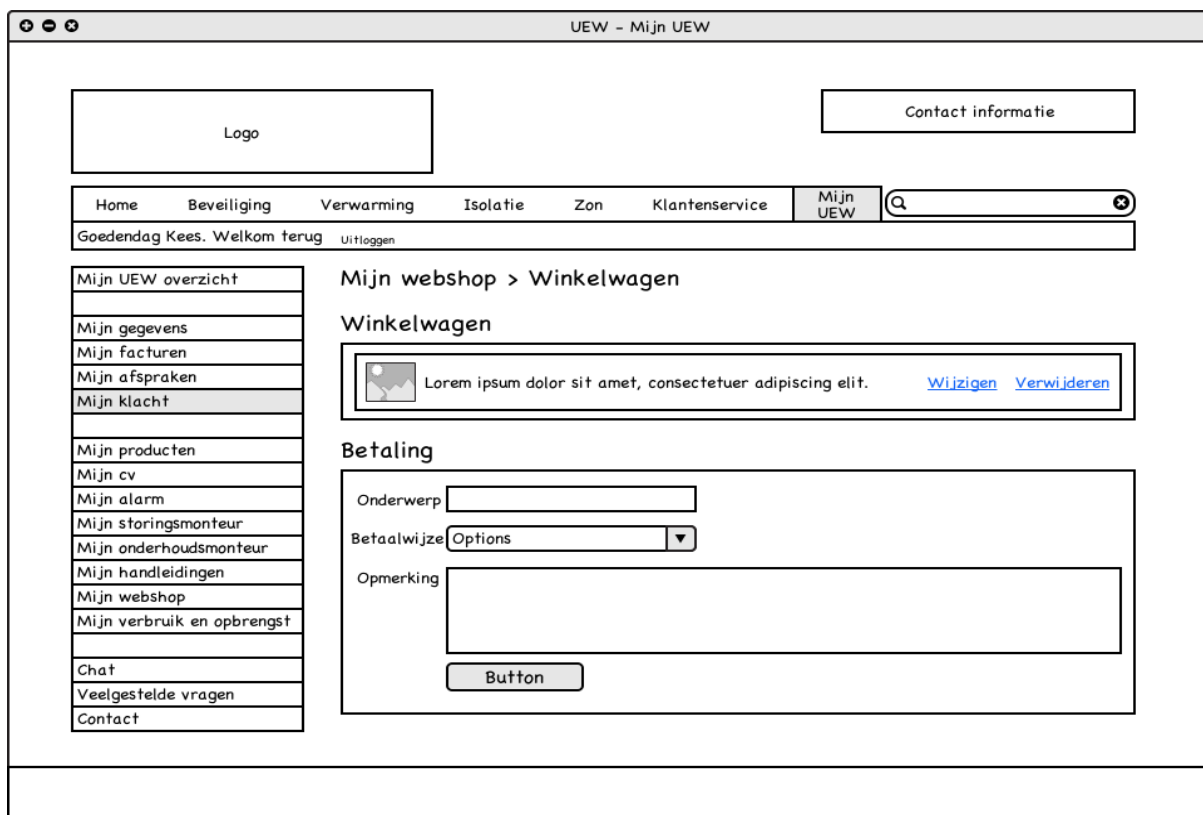 UEW - Mijn UEW
Logo
Contact informatie
Home Beveiliging Verwarming Isolatie Zon Klantenservice Mijn
UEW
Goedendag Kees. Welkom terug Uitloggen
Mijn UEW overzicht
Mijn gegevens
Mijn facturen
Mijn afspraken
Mijn klacht
Mijn producten
Mijn cv
Mijn alarm
Mijn storingsmonteur
Mijn onderhoudsmonteur
Mijn handleidingen
Mijn webshop
Mijn verbruik en opbrengst
Chat
Veelgestelde vragen
Contact
Mijn webshop > Winkelwagen
Winkelwagen
Lorem ipsum dolor sit amet, consectetuer adipiscing elit. Wijzigen Verwijderen
Betaling
Onderwerp
Betaalwijze Options
Opmerking
Button